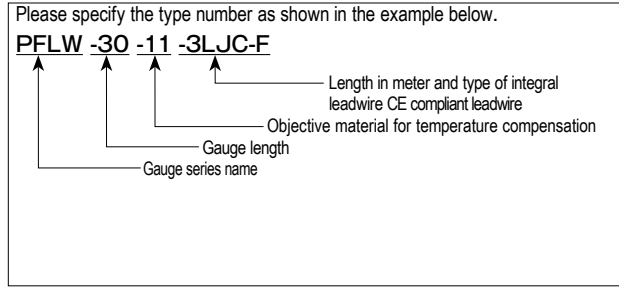 Please specify the type number as shown in the example below.
PFLW -30 -11 -3LJC-F
Length in meter and type of integral
leadwire CE compliant leadwire
Objective material for temperature compensation
Gauge length
Gauge series name